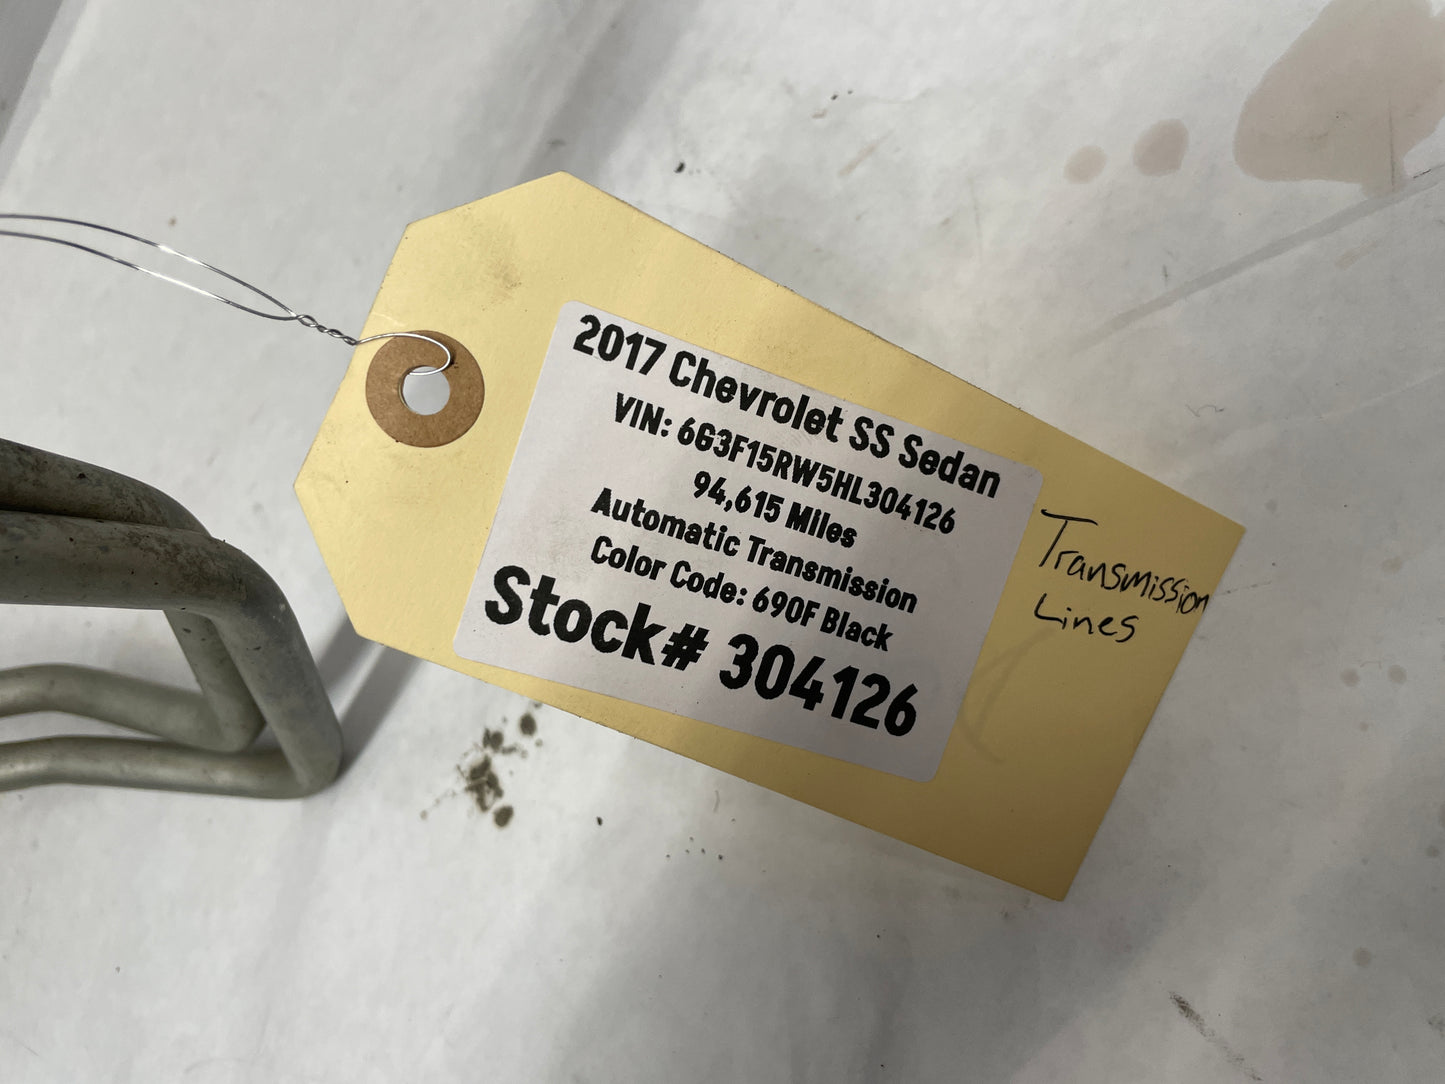 2017 Chevrolet SS Sedan
VIN: 6G3F15RW5HL304126
94,615 Miles
Automatic Transmission
Color Code: 690F Black
Stock# 304126
Transmission
Lines